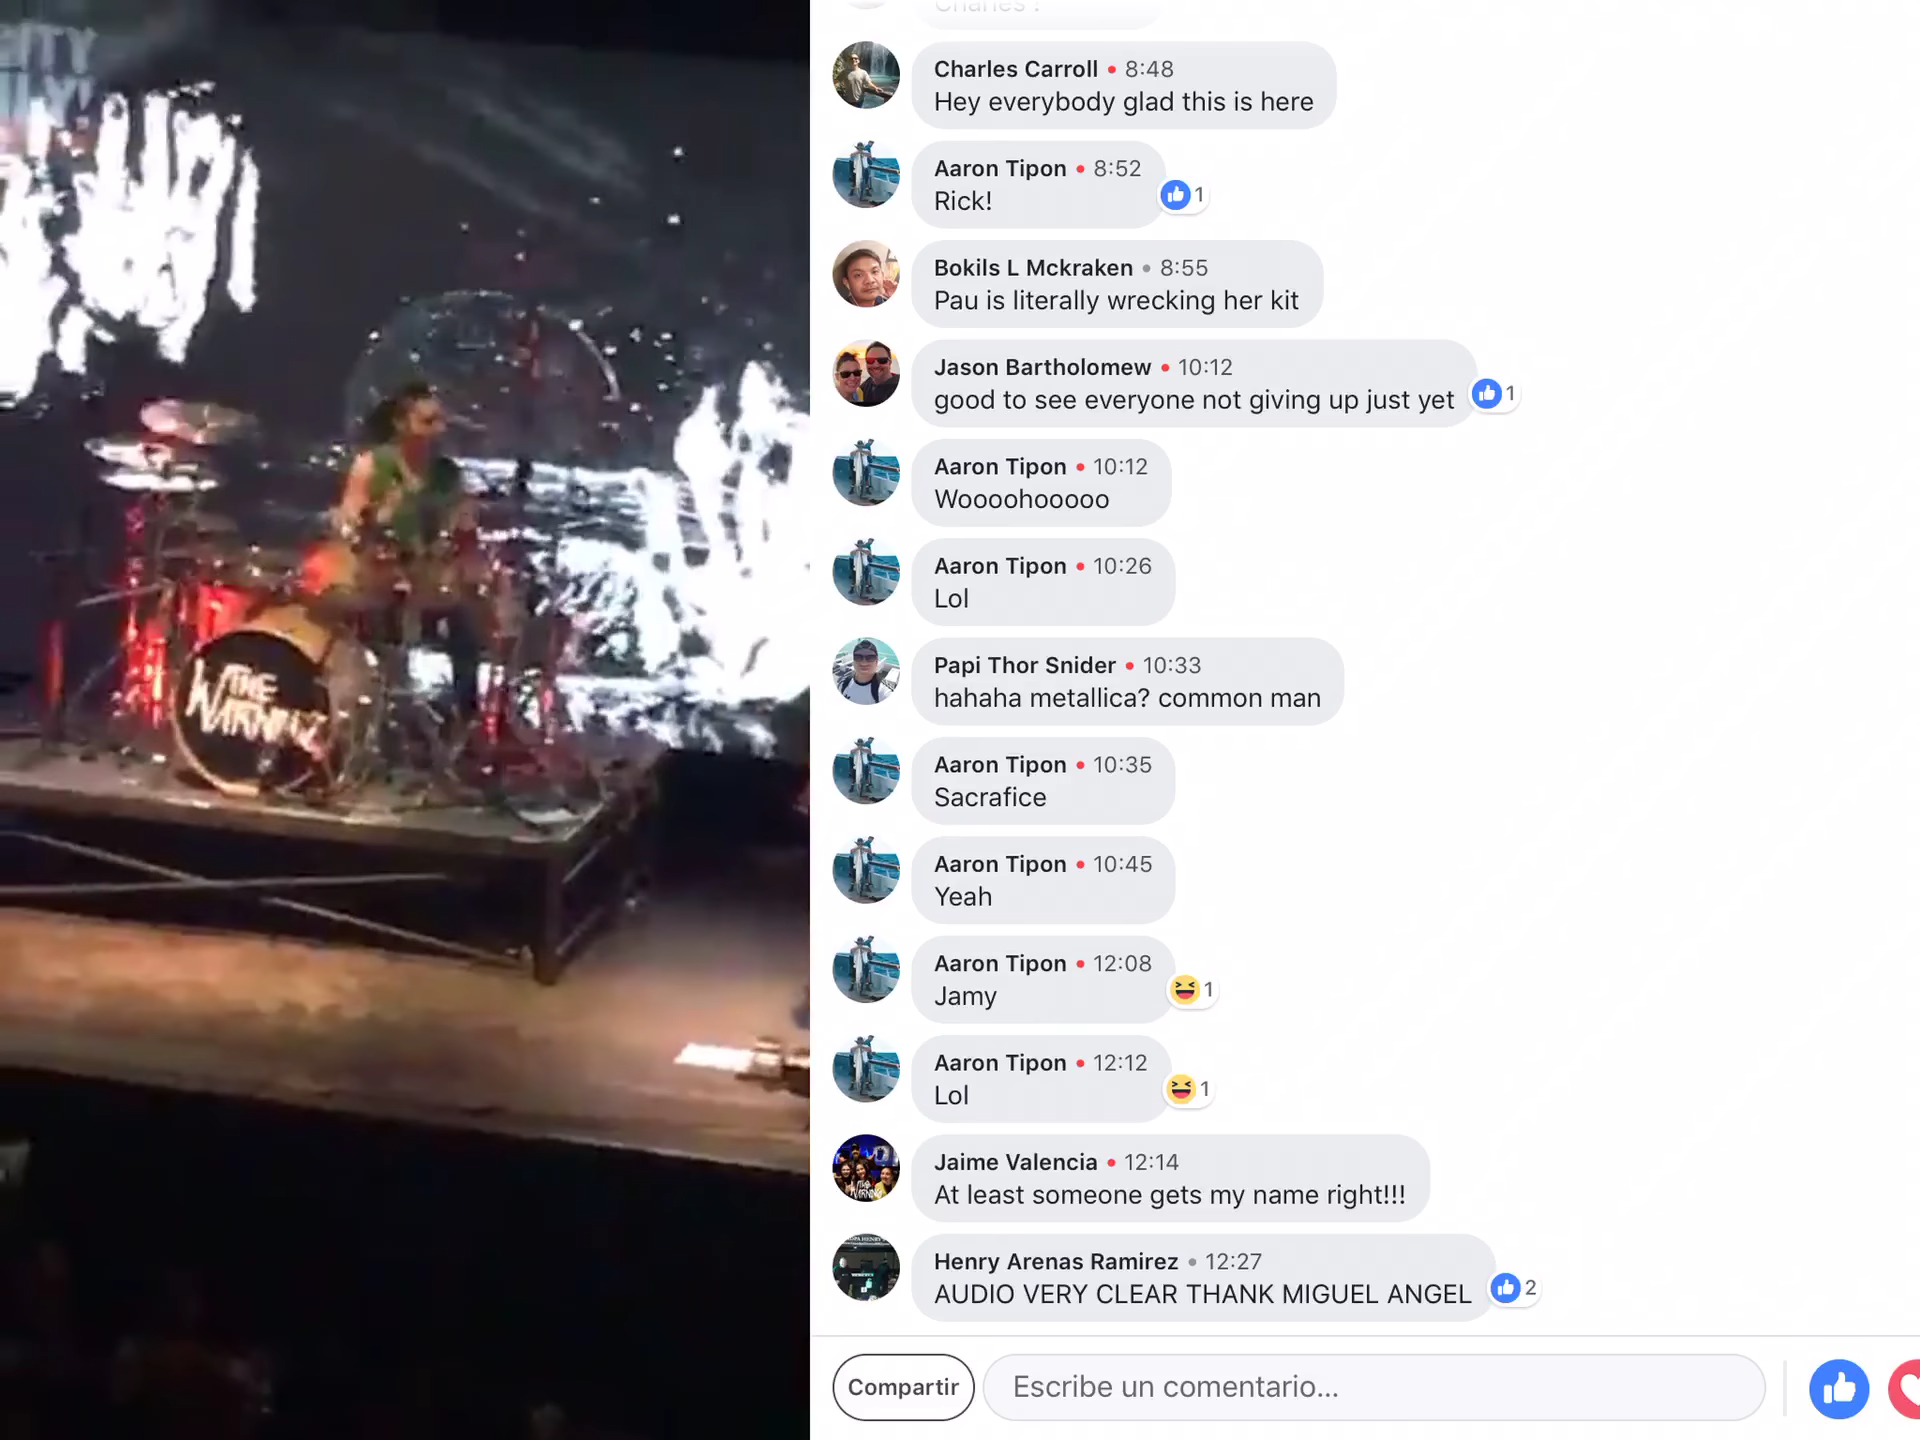 Charles !
Charles Carroll • 8:48
Hey everybody glad this is here
Aaron Tipon • 8:52
Rick!
1
Bokils L Mckraken • 8:55
Pau is literally wrecking her kit
Jason Bartholomew • 10:12
good to see everyone not giving up just yet
1
Aaron Tipon • 10:12
Woooohooooo
Aaron Tipon • 10:26
Lol
Papi Thor Snider • 10:33
hahaha metallica? common man
Aaron Tipon • 10:35
Sacrafice
Aaron Tipon • 10:45
Yeah
Aaron Tipon • 12:08
Jamy
1
Aaron Tipon • 12:12
Lol
1
Jaime Valencia • 12:14
At least someone gets my name right!!!
Henry Arenas Ramirez • 12:27
AUDIO VERY CLEAR THANK MIGUEL ANGEL
2
Compartir
Escribe un comentario...
THE
WARNING